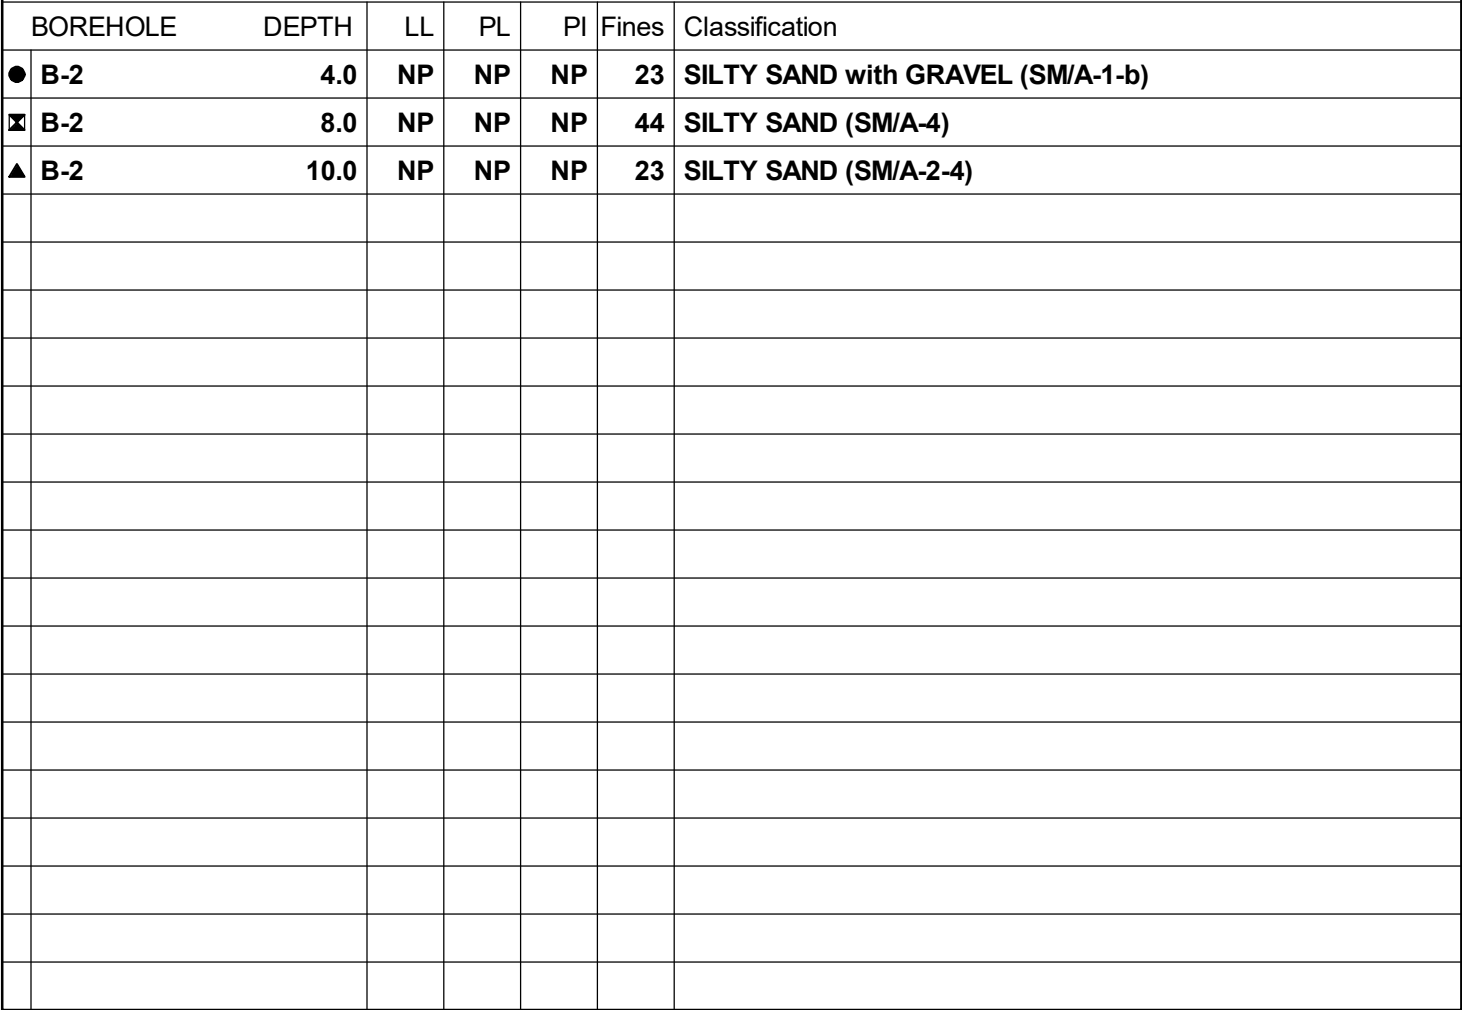 BOREHOLE DEPTH LL PL PI Fines Classification
B-2 4.0 NP NP NP 23 SILTY SAND with GRAVEL (SM/A-1-b)
B-2 8.0 NP NP NP 44 SILTY SAND (SM/A-4)
B-2 10.0 NP NP NP 23 SILTY SAND (SM/A-2-4)